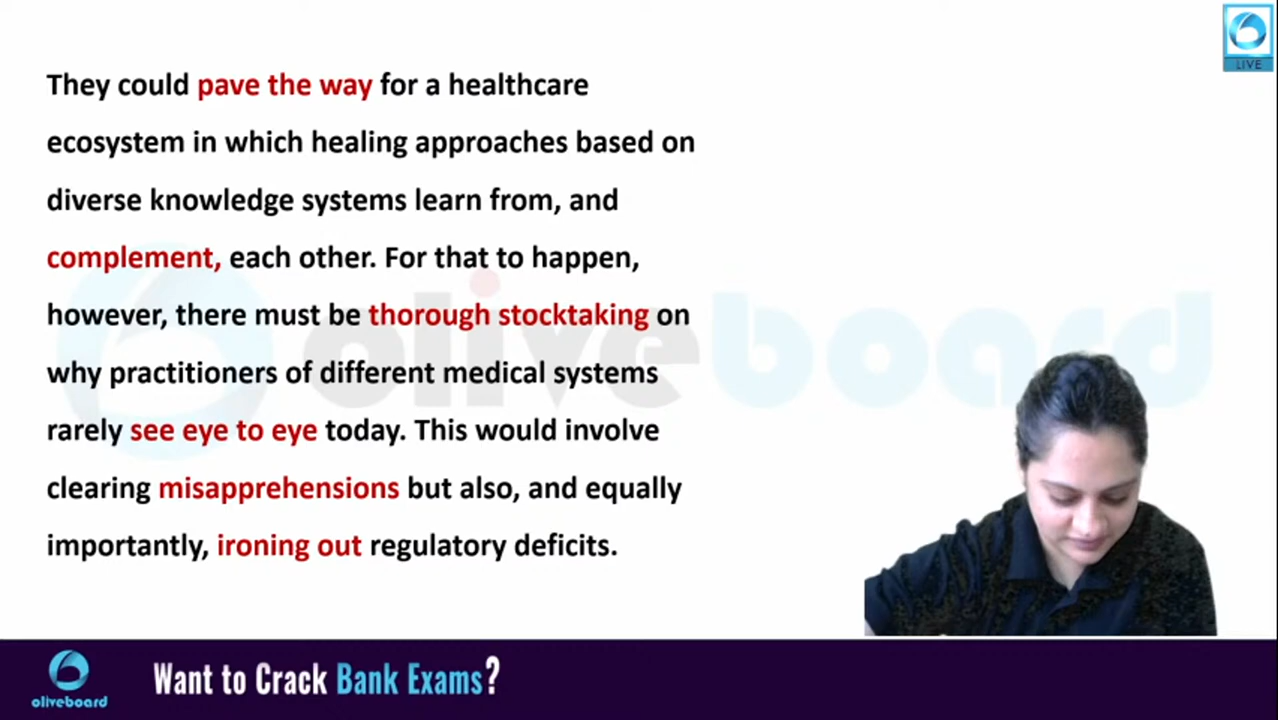 They could pave the way for a healthcare
ecosystem in which healing approaches based on
diverse knowledge systems learn from, and
complement, each other. For that to happen,
however, there must be thorough stocktaking on
why practitioners of different medical systems
rarely see eye to eye today. This would involve
clearing misapprehensions but also, and equally
importantly, ironing out regulatory deficits.
LIVE
oliveboard
oliveboard
Want to Crack Bank Exams?